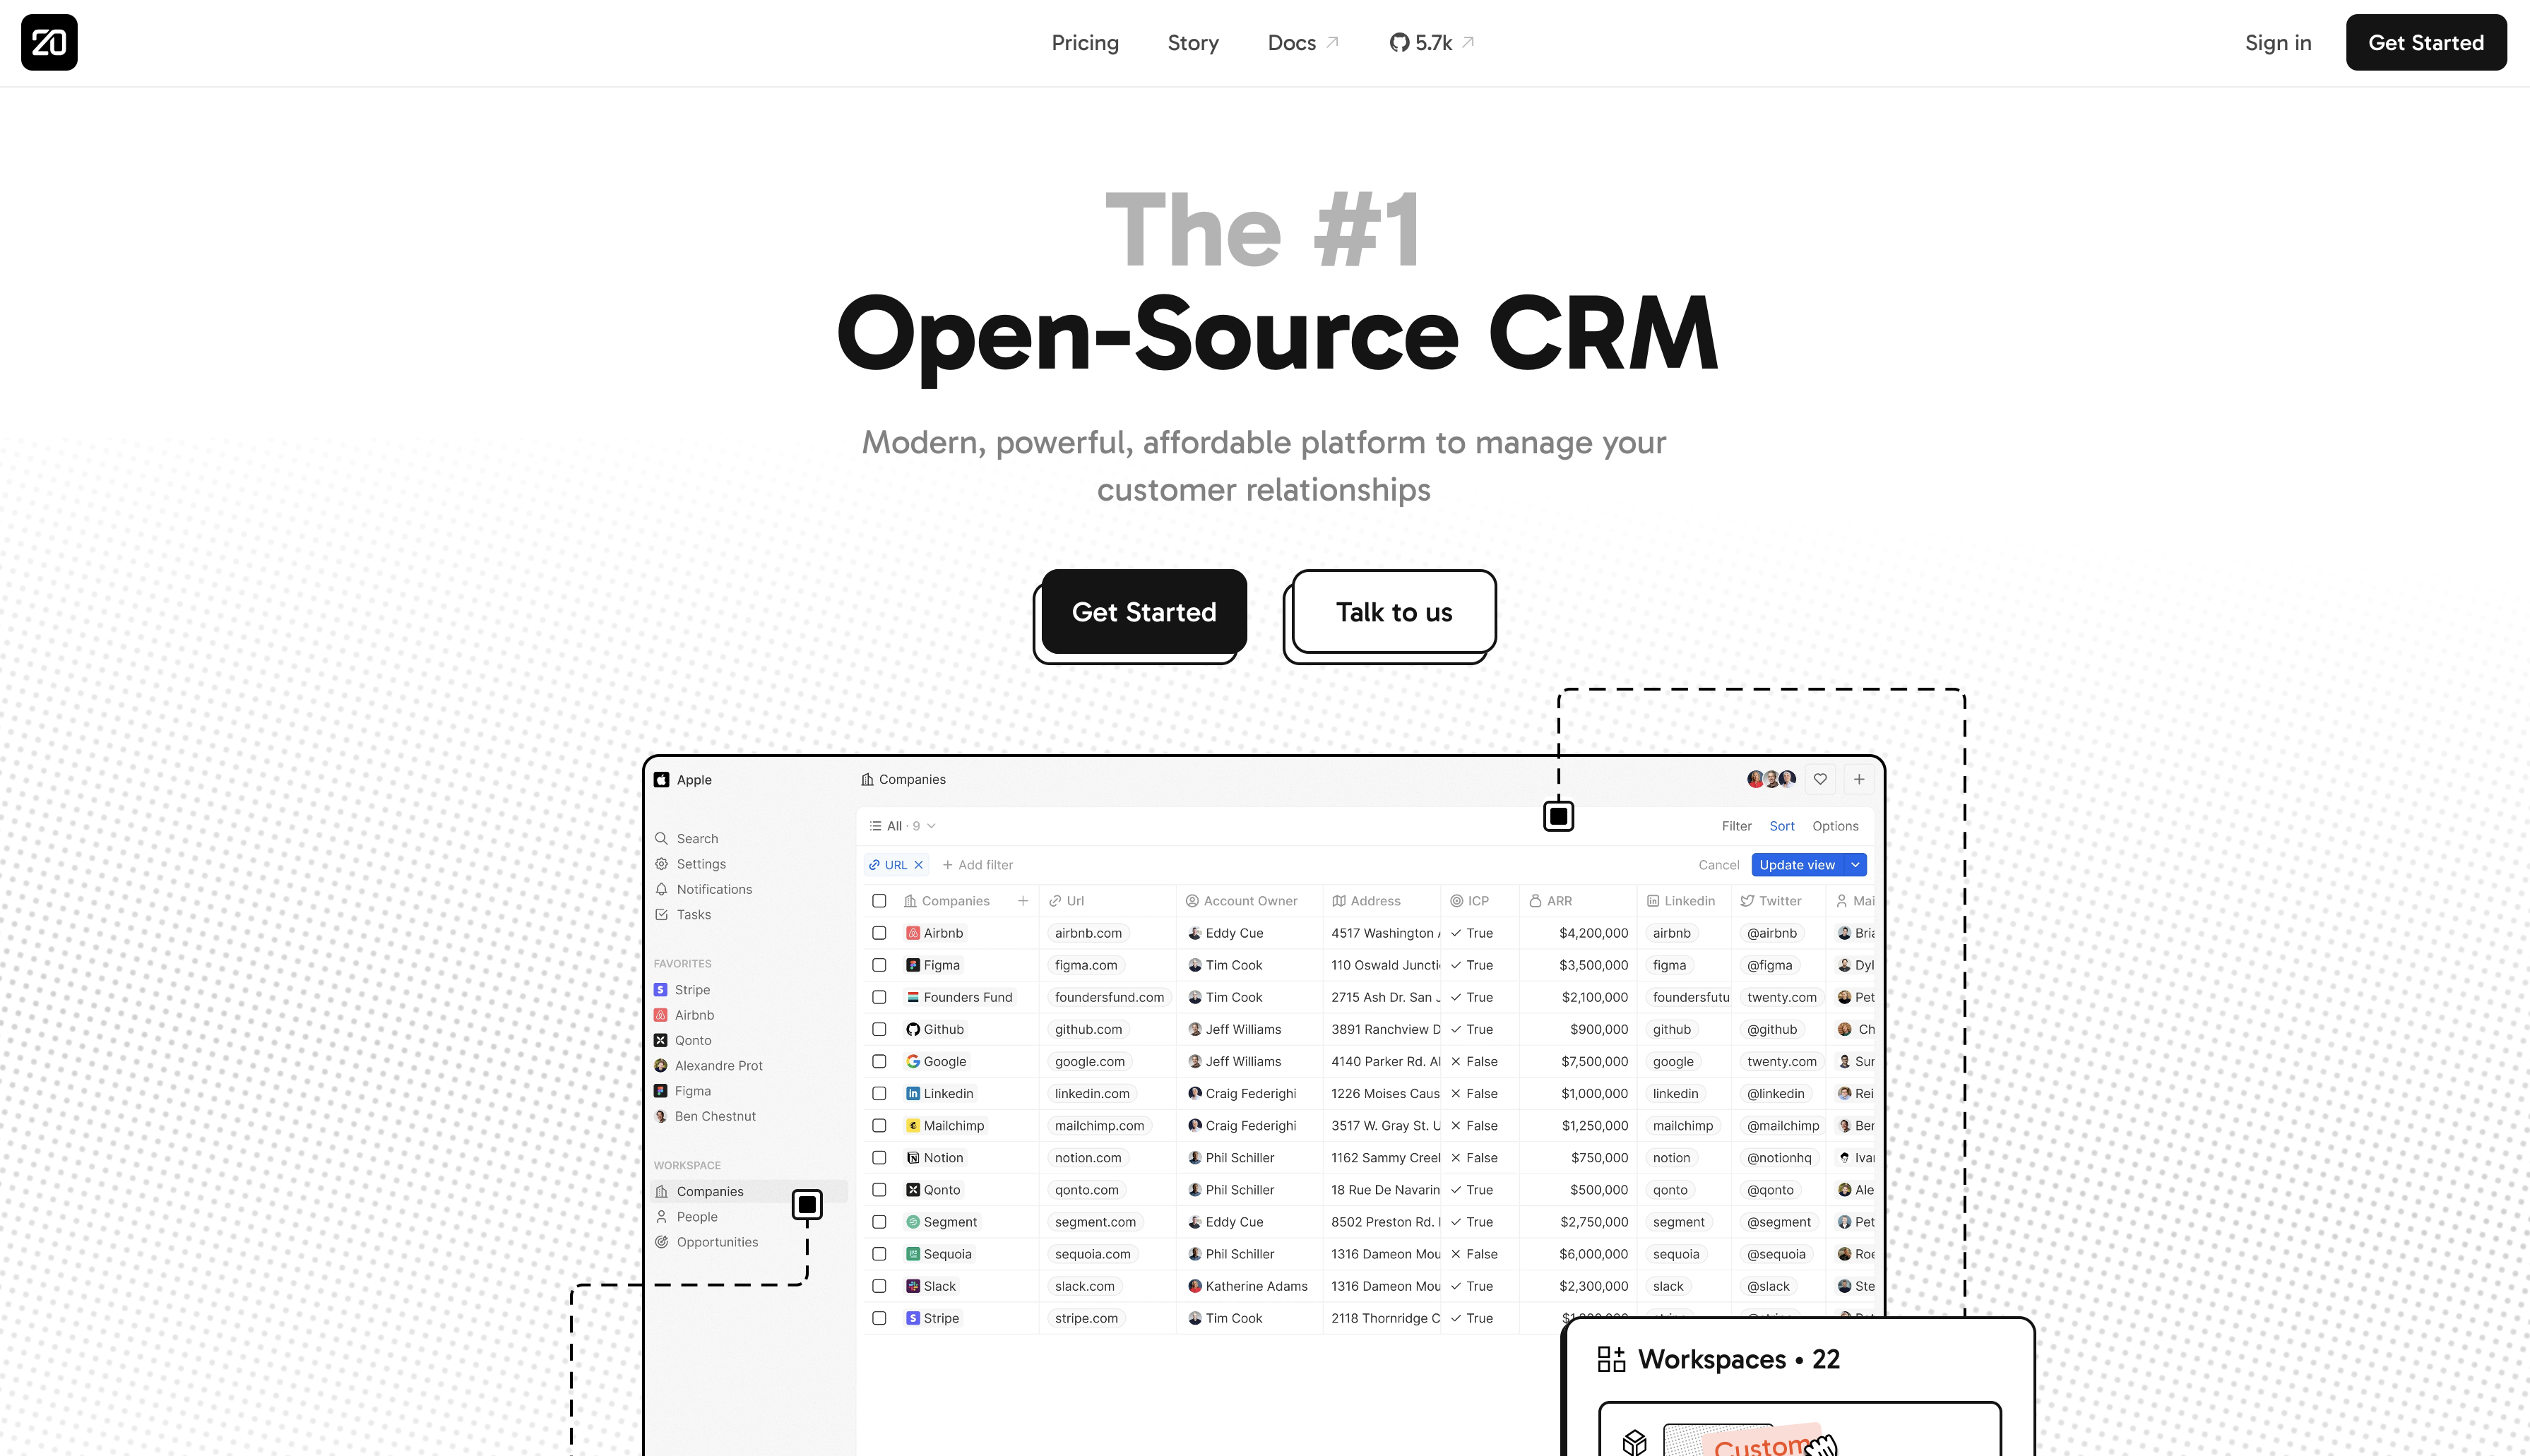 20
Pricing
Story
Docs
5.7k
Sign in
Get Started
The #1
Open-Source CRM
Modern, powerful, affordable platform to manage your
customer relationships
Get Started
Talk to us
Apple
Search
Settings
Notifications
Tasks
FAVORITES
Stripe
Airbnb
Qonto
Alexandre Prot
Figma
Ben Chestnut
WORKSPACE
Companies
People
Opportunities
Companies
All · 9
Filter Sort Options
URL
Add filter
Cancel
Update view
Companies Url Account Owner Address ICP ARR Linkedin Twitter Mai
Airbnb airbnb.com Eddy Cue 4517 Washington True $4,200,000 airbnb @airbnb Bria
Figma figma.com Tim Cook 110 Oswald Juncti True $3,500,000 figma @figma Dyl
Founders Fund foundersfund.com Tim Cook 2715 Ash Dr. San True $2,100,000 foundersfutu twenty.com Pet
Github github.com Jeff Williams 3891 Ranchview D True $900,000 github @github Ch
Google google.com Jeff Williams 4140 Parker Rd. Al False $7,500,000 google twenty.com Sun
Linkedin linkedin.com Craig Federighi 1226 Moises Caus False $1,000,000 linkedin @linkedin Rei
Mailchimp mailchimp.com Craig Federighi 3517 W. Gray St. U False $1,250,000 mailchimp @mailchimp Ben
Notion notion.com Phil Schiller 1162 Sammy Creel False $750,000 notion @notionhq Ivan
Qonto qonto.com Phil Schiller 18 Rue De Navarin True $500,000 qonto @qonto Ale
Segment segment.com Eddy Cue 8502 Preston Rd. True $2,750,000 segment @segment Pet
Sequoia sequoia.com Phil Schiller 1316 Dameon Mou False $6,000,000 sequoia @sequoia Roe
Slack slack.com Katherine Adams 1316 Dameon Mou True $2,300,000 slack @slack Ste
Stripe stripe.com Tim Cook 2118 Thornridge C True
Workspaces • 22
Custom